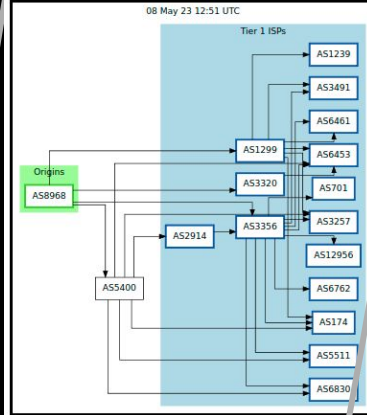 08 May 23 12:51 UTC
Tier 1 ISPs
AS1239
AS3491
AS6461
AS1299
AS6453
Origins
AS3320
AS701
AS8968
AS3257
AS3356
AS2914
AS12956
AS5400
AS6762
AS174
AS5511
AS6830